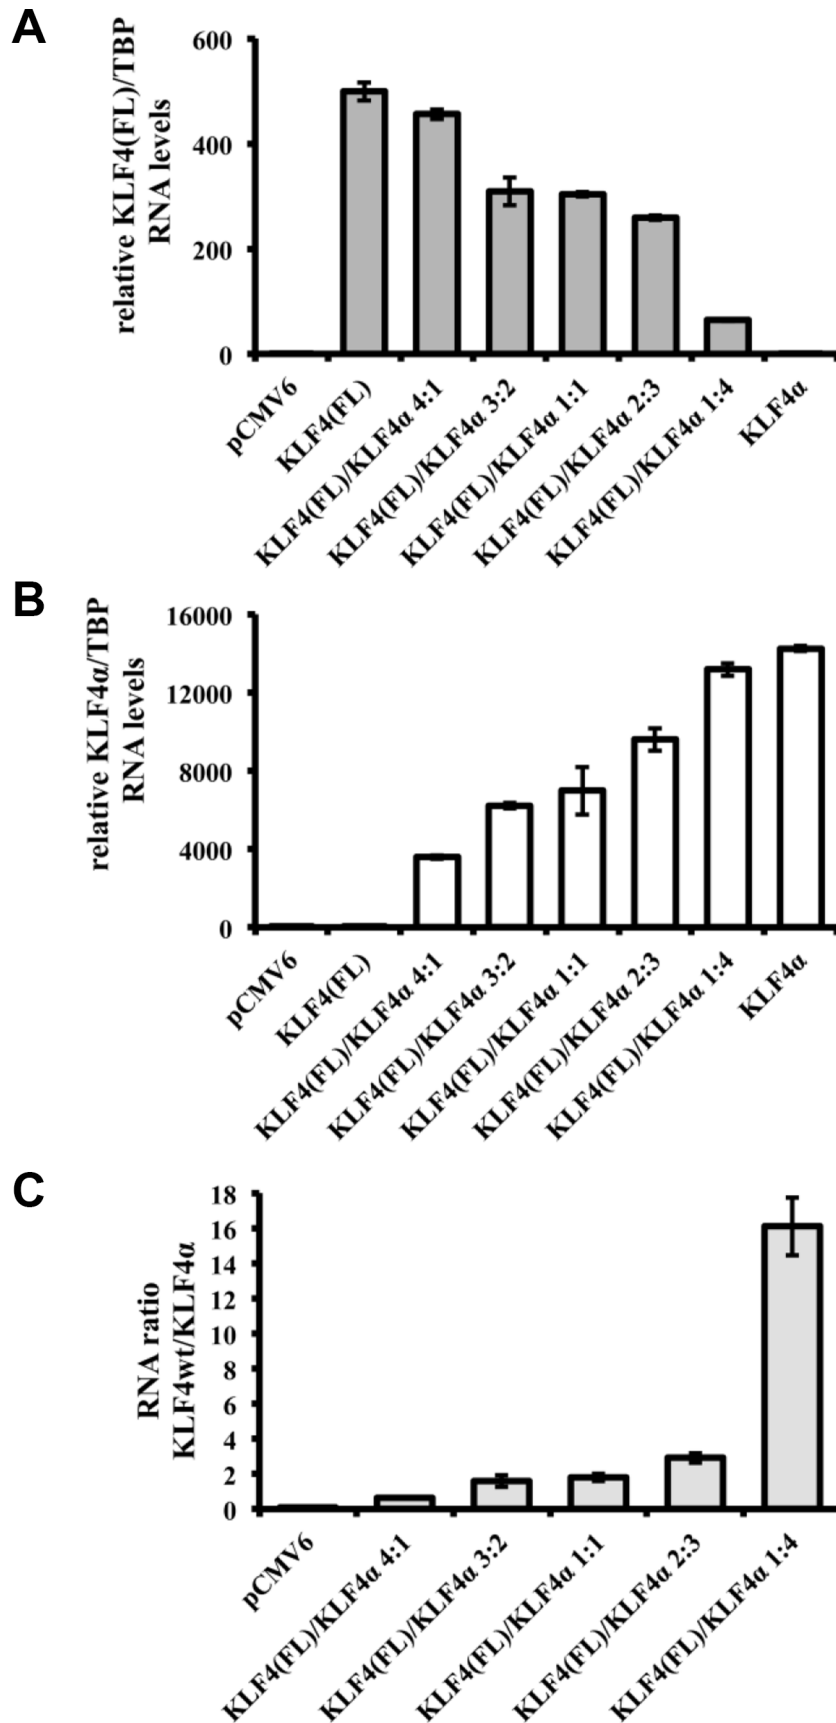 A
relative KLF4(FL)/TBP
RNA levels
600
400
200
0
pCMV6
KLF4(FL)
KLF4(FL)/KLF4α 4:1
KLF4(FL)/KLF4α 3:2
KLF4(FL)/KLF4α 1:1
KLF4(FL)/KLF4α 2:3
KLF4(FL)/KLF4α 1:4
KLF4α
B
relative KLF4α/TBP
RNA levels
16000
12000
8000
4000
0
pCMV6
KLF4(FL)
KLF4(FL)/KLF4α 4:1
KLF4(FL)/KLF4α 3:2
KLF4(FL)/KLF4α 1:1
KLF4(FL)/KLF4α 2:3
KLF4(FL)/KLF4α 1:4
KLF4α
C
RNA ratio
KLF4wt/KLF4α
18
16
14
12
10
8
6
4
2
0
pCMV6
KLF4(FL)/KLF4α 4:1
KLF4(FL)/KLF4α 3:2
KLF4(FL)/KLF4α 1:1
KLF4(FL)/KLF4α 2:3
KLF4(FL)/KLF4α 1:4